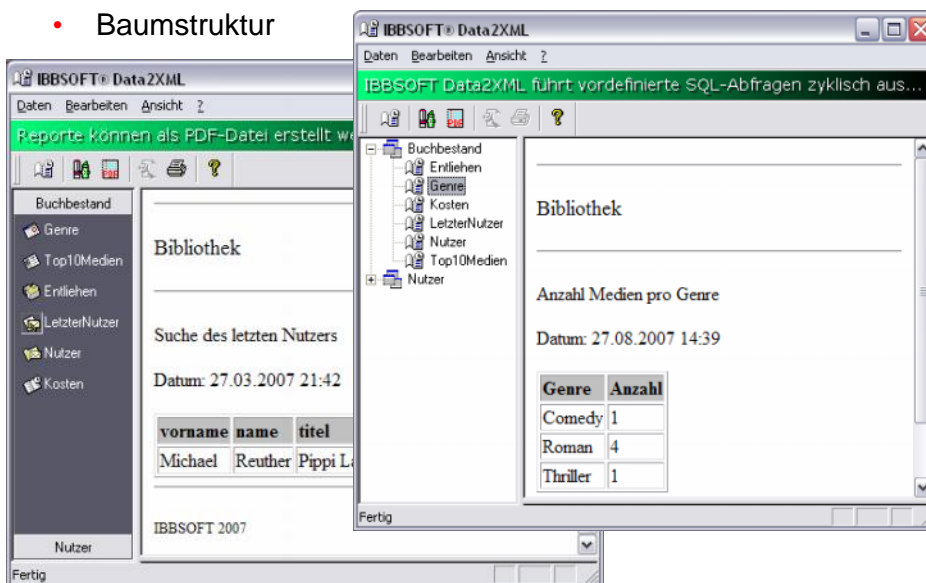 • Baumstruktur
IBBSOFT® Data2XML
Daten Bearbeiten Ansicht ?
Reporte können als PDF-Datei erstellt
PDF
Buchbestand
Genre
Top10Medien
Entliehen
LetzterNutzer
Nutzer
Kosten
Nutzer
Bibliothek
Suche des letzten Nutzers
Datum: 27.03.2007 21:42
vorname name titel
Michael Reuther Pippi
IBBSOFT 2007
Fertig
IBBSOFT® Data2XML
Daten Bearbeiten Ansicht ?
IBBSOFT Data2XML führt vordefinierte SQL-Abfragen zyklisch aus...
PDF
Buchbestand
Entliehen
Genre
Kosten
LetzterNutzer
Nutzer
Top10Medien
Nutzer
Bibliothek
Anzahl Medien pro Genre
Datum: 27.08.2007 14:39
Genre Anzahl
Comedy 1
Roman 4
Thriller 1
Fertig